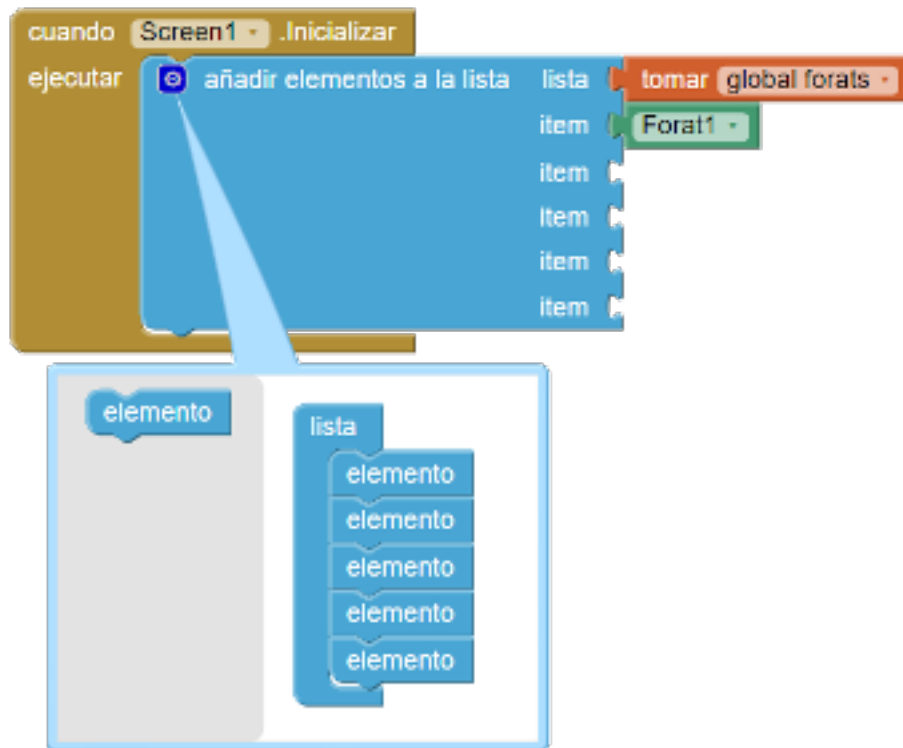 cuando Screen1 .Inicializar
ejecutar añadir elementos a la lista lista tomar global forats
item Forat1
item
item
item
item
elemento
lista
elemento
elemento
elemento
elemento
elemento